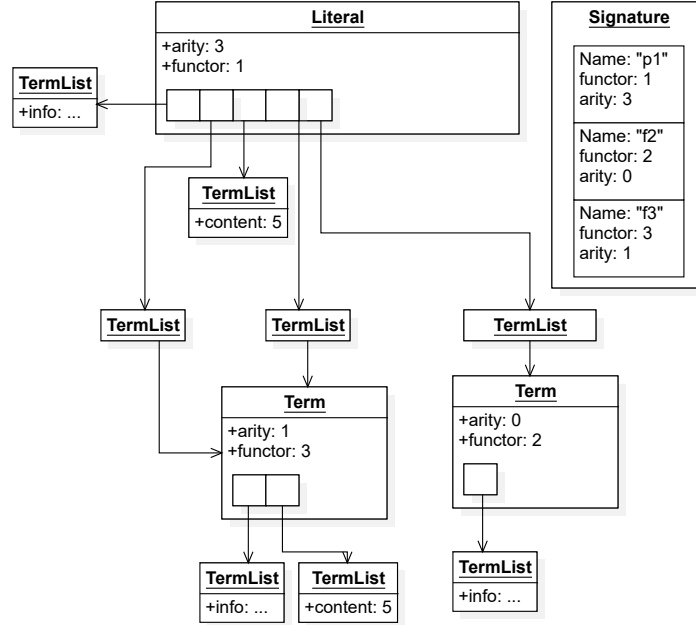 Literal
+arity: 3
+functor: 1
Signature
Name: "p1"
functor: 1
arity: 3
Name: "f2"
functor: 2
arity: 0
Name: "f3"
functor: 3
arity: 1
TermList
+info: ...
TermList
+content: 5
TermList
TermList
TermList
Term
+arity: 1
+functor: 3
Term
+arity: 0
+functor: 2
TermList
+info: ...
TermList
+content: 5
TermList
+info: ...